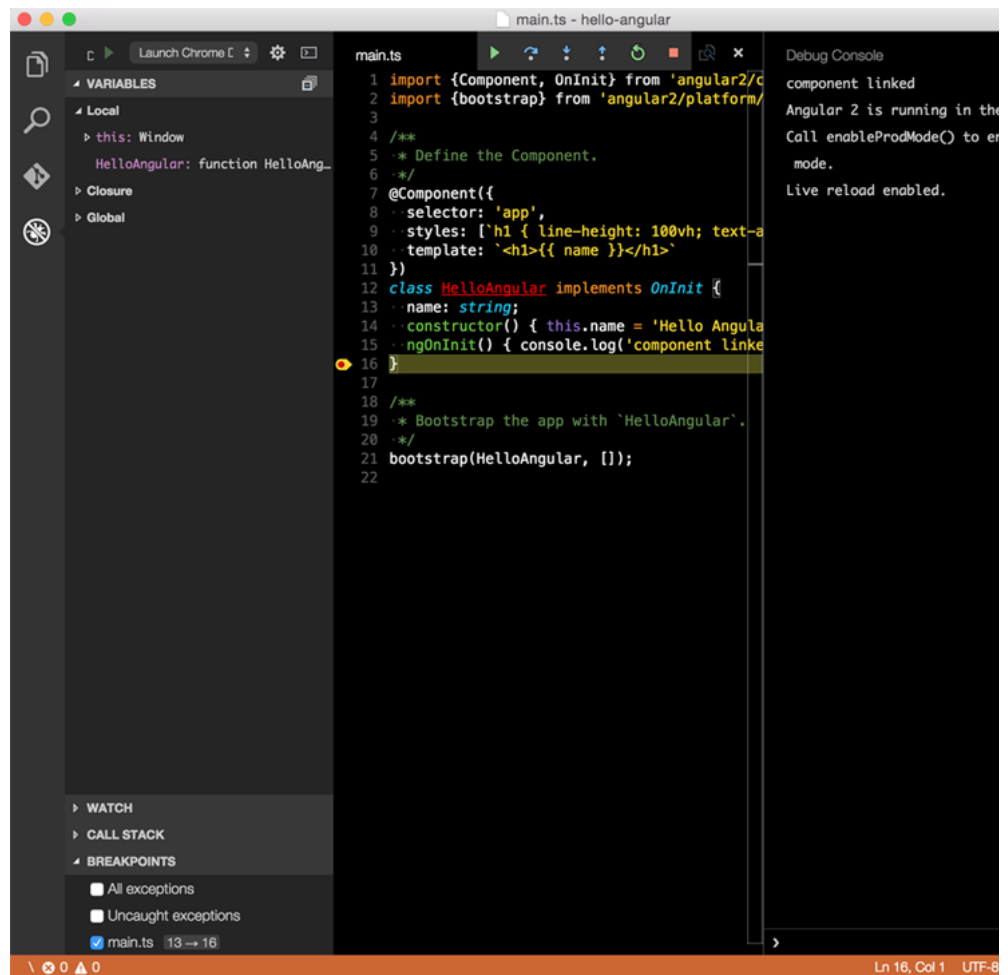 main.ts - hello-angular
Launch Chrome
VARIABLES
Local
this: Window
HelloAngular: function HelloAng…
Closure
Global
WATCH
CALL STACK
BREAKPOINTS
All exceptions
Uncaught exceptions
main.ts 13 → 16
main.ts
1 import {Component, OnInit} from 'angular2/c
2 import {bootstrap} from 'angular2/platform/
3
4 /**
5 ·* Define the Component.
6 ·*/
7 @Component({
8 ··selector: 'app',
9 ··styles: [`h1 { line-height: 100vh; text-a
10 ··template: `<h1>{{ name }}</h1>`
11 })
12 class HelloAngular implements OnInit {
13 ··name: string;
14 ··constructor() { this.name = 'Hello Angula
15 ··ngOnInit() { console.log('component linke
16 }
17
18 /**
19 ·* Bootstrap the app with `HelloAngular`.
20 ·*/
21 bootstrap(HelloAngular, []);
22
Debug Console
component linked
Angular 2 is running in the
Call enableProdMode() to er
mode.
Live reload enabled.
0 0
Ln 16, Col 1 UTF-8